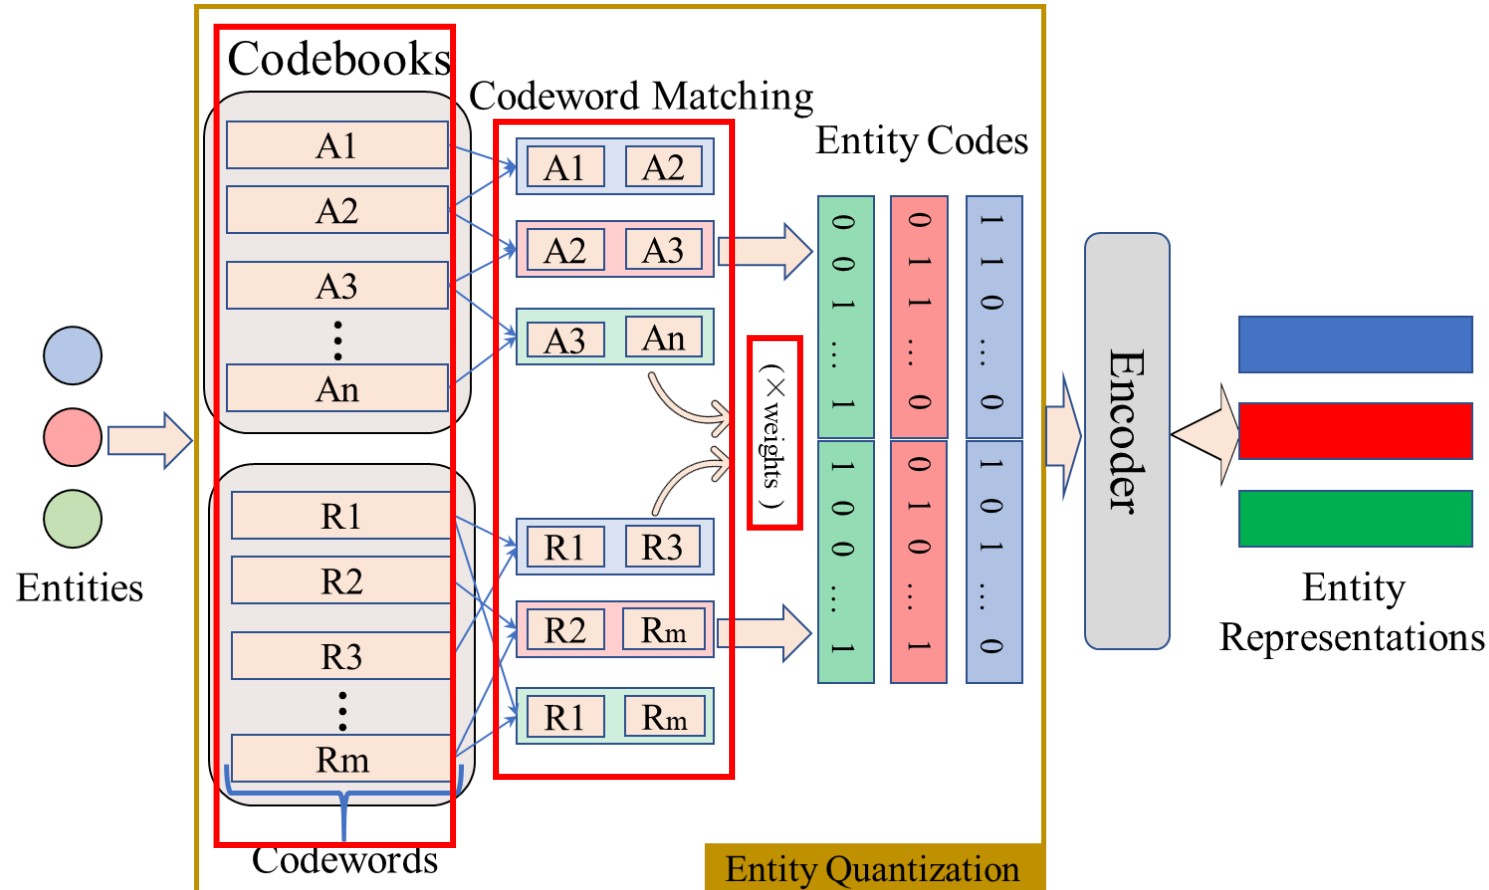 Codebooks
A1
A2
A3
⋮
An
R1
R2
R3
⋮
Rm
Codewords
Entities
Codeword Matching
A1 A2
A2 A3
A3 An
(×weights)
R1 R3
R2 Rm
R1 Rm
Entity Codes
0 0 1 ... 1
0 1 1 ... 0
1 1 0 ... 0
1 0 0 ... 1
0 1 0 ... 1
1 0 1 ... 0
Entity Quantization
Encoder
Entity
Representations